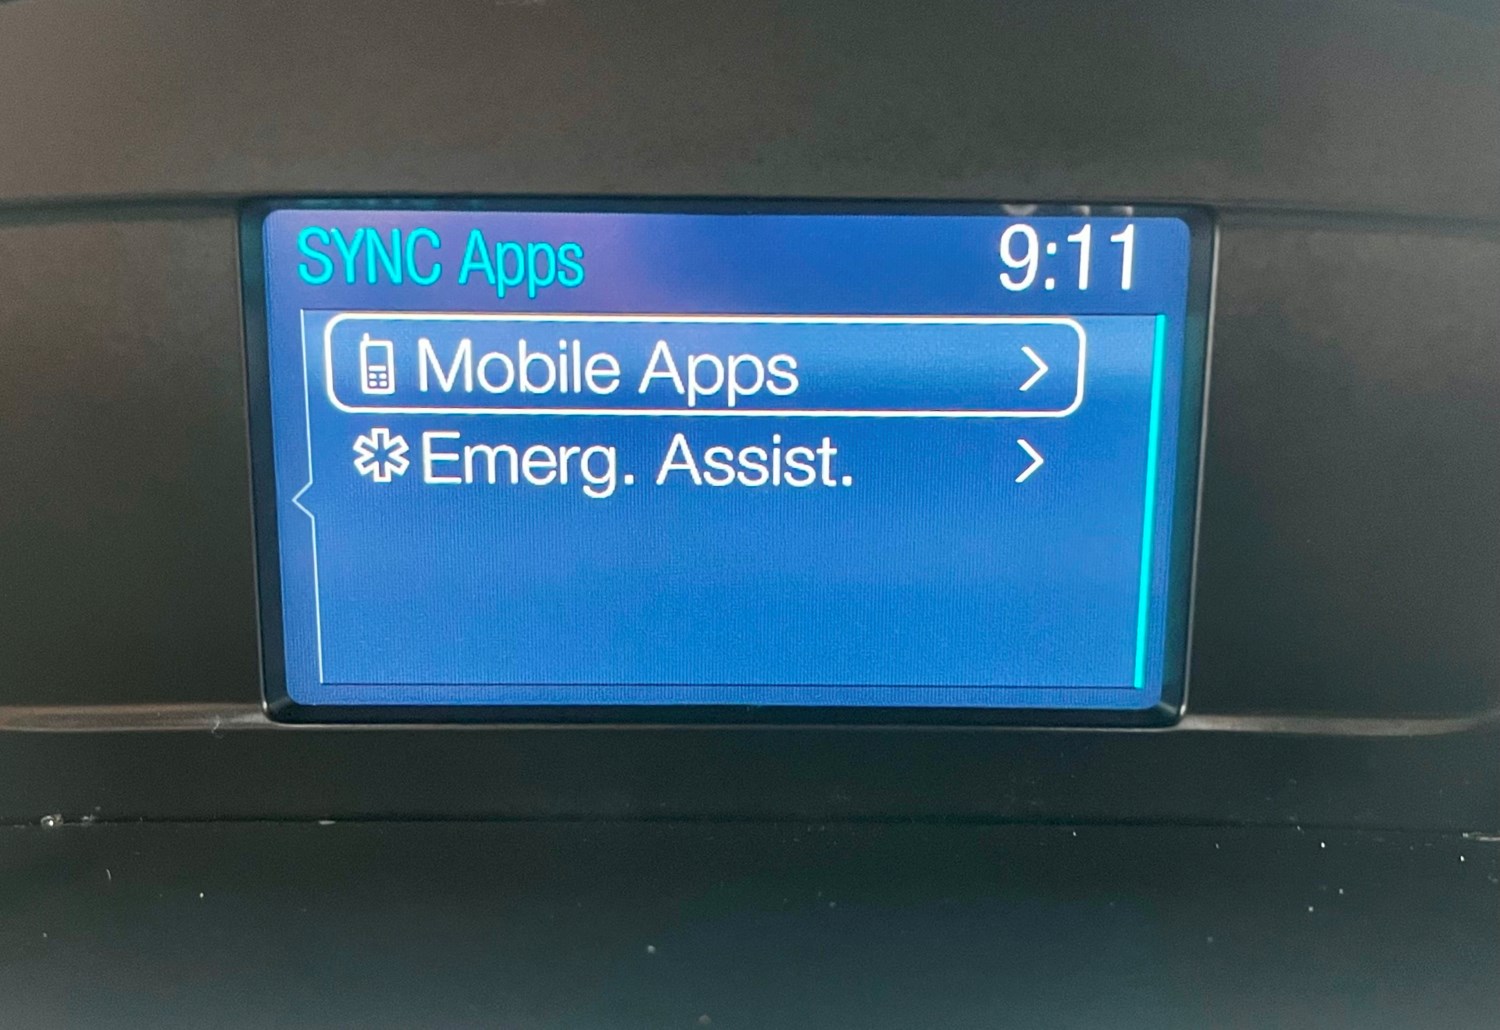 SYNC Apps 9:11
Mobile Apps
Emerg. Assist.